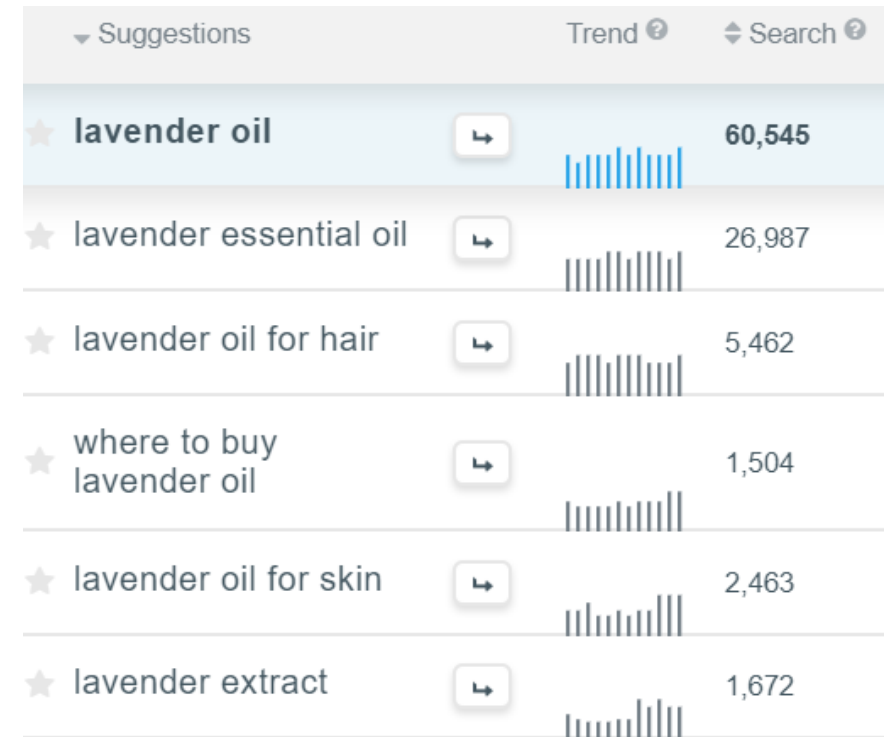 Suggestions Trend ? Search ?
lavender oil 60,545
lavender essential oil 26,987
lavender oil for hair 5,462
where to buy
lavender oil 1,504
lavender oil for skin 2,463
lavender extract 1,672